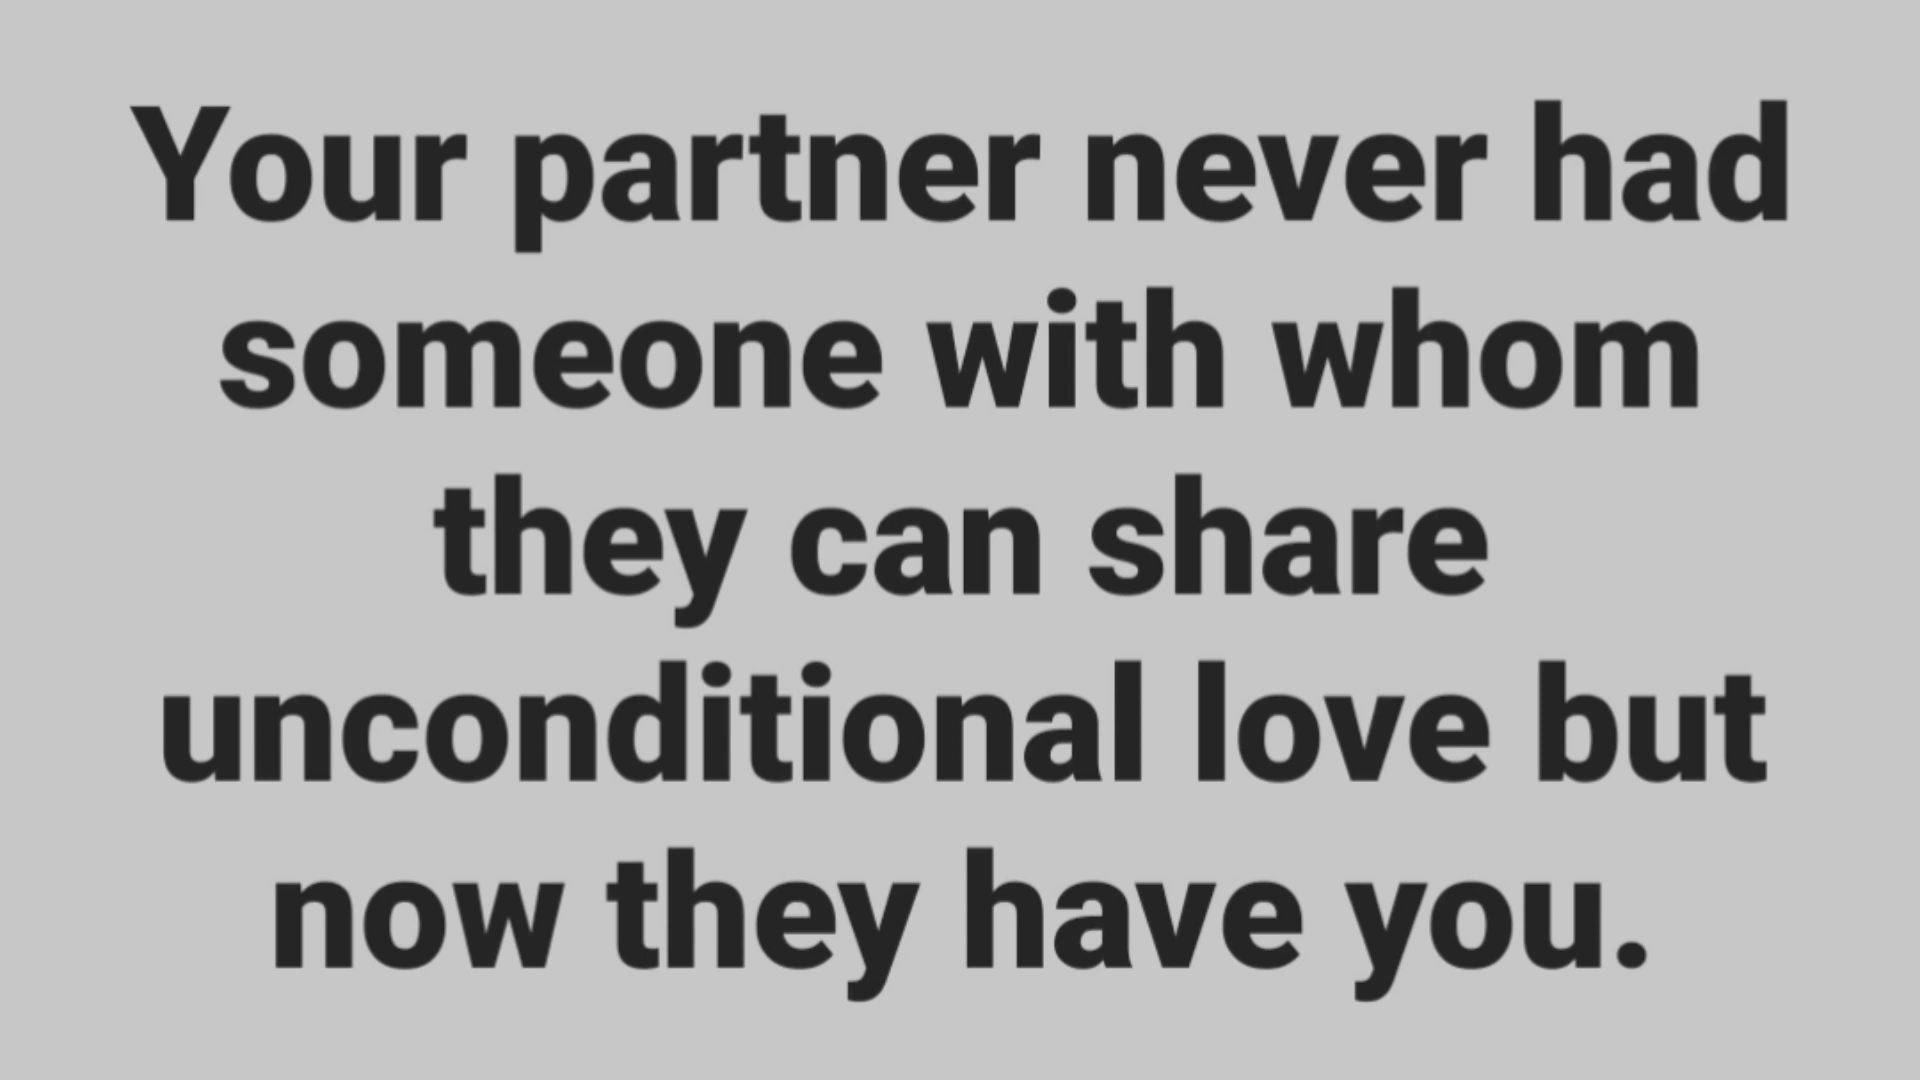 Your partner never had
someone with whom
they can share
unconditional love but
now they have you.